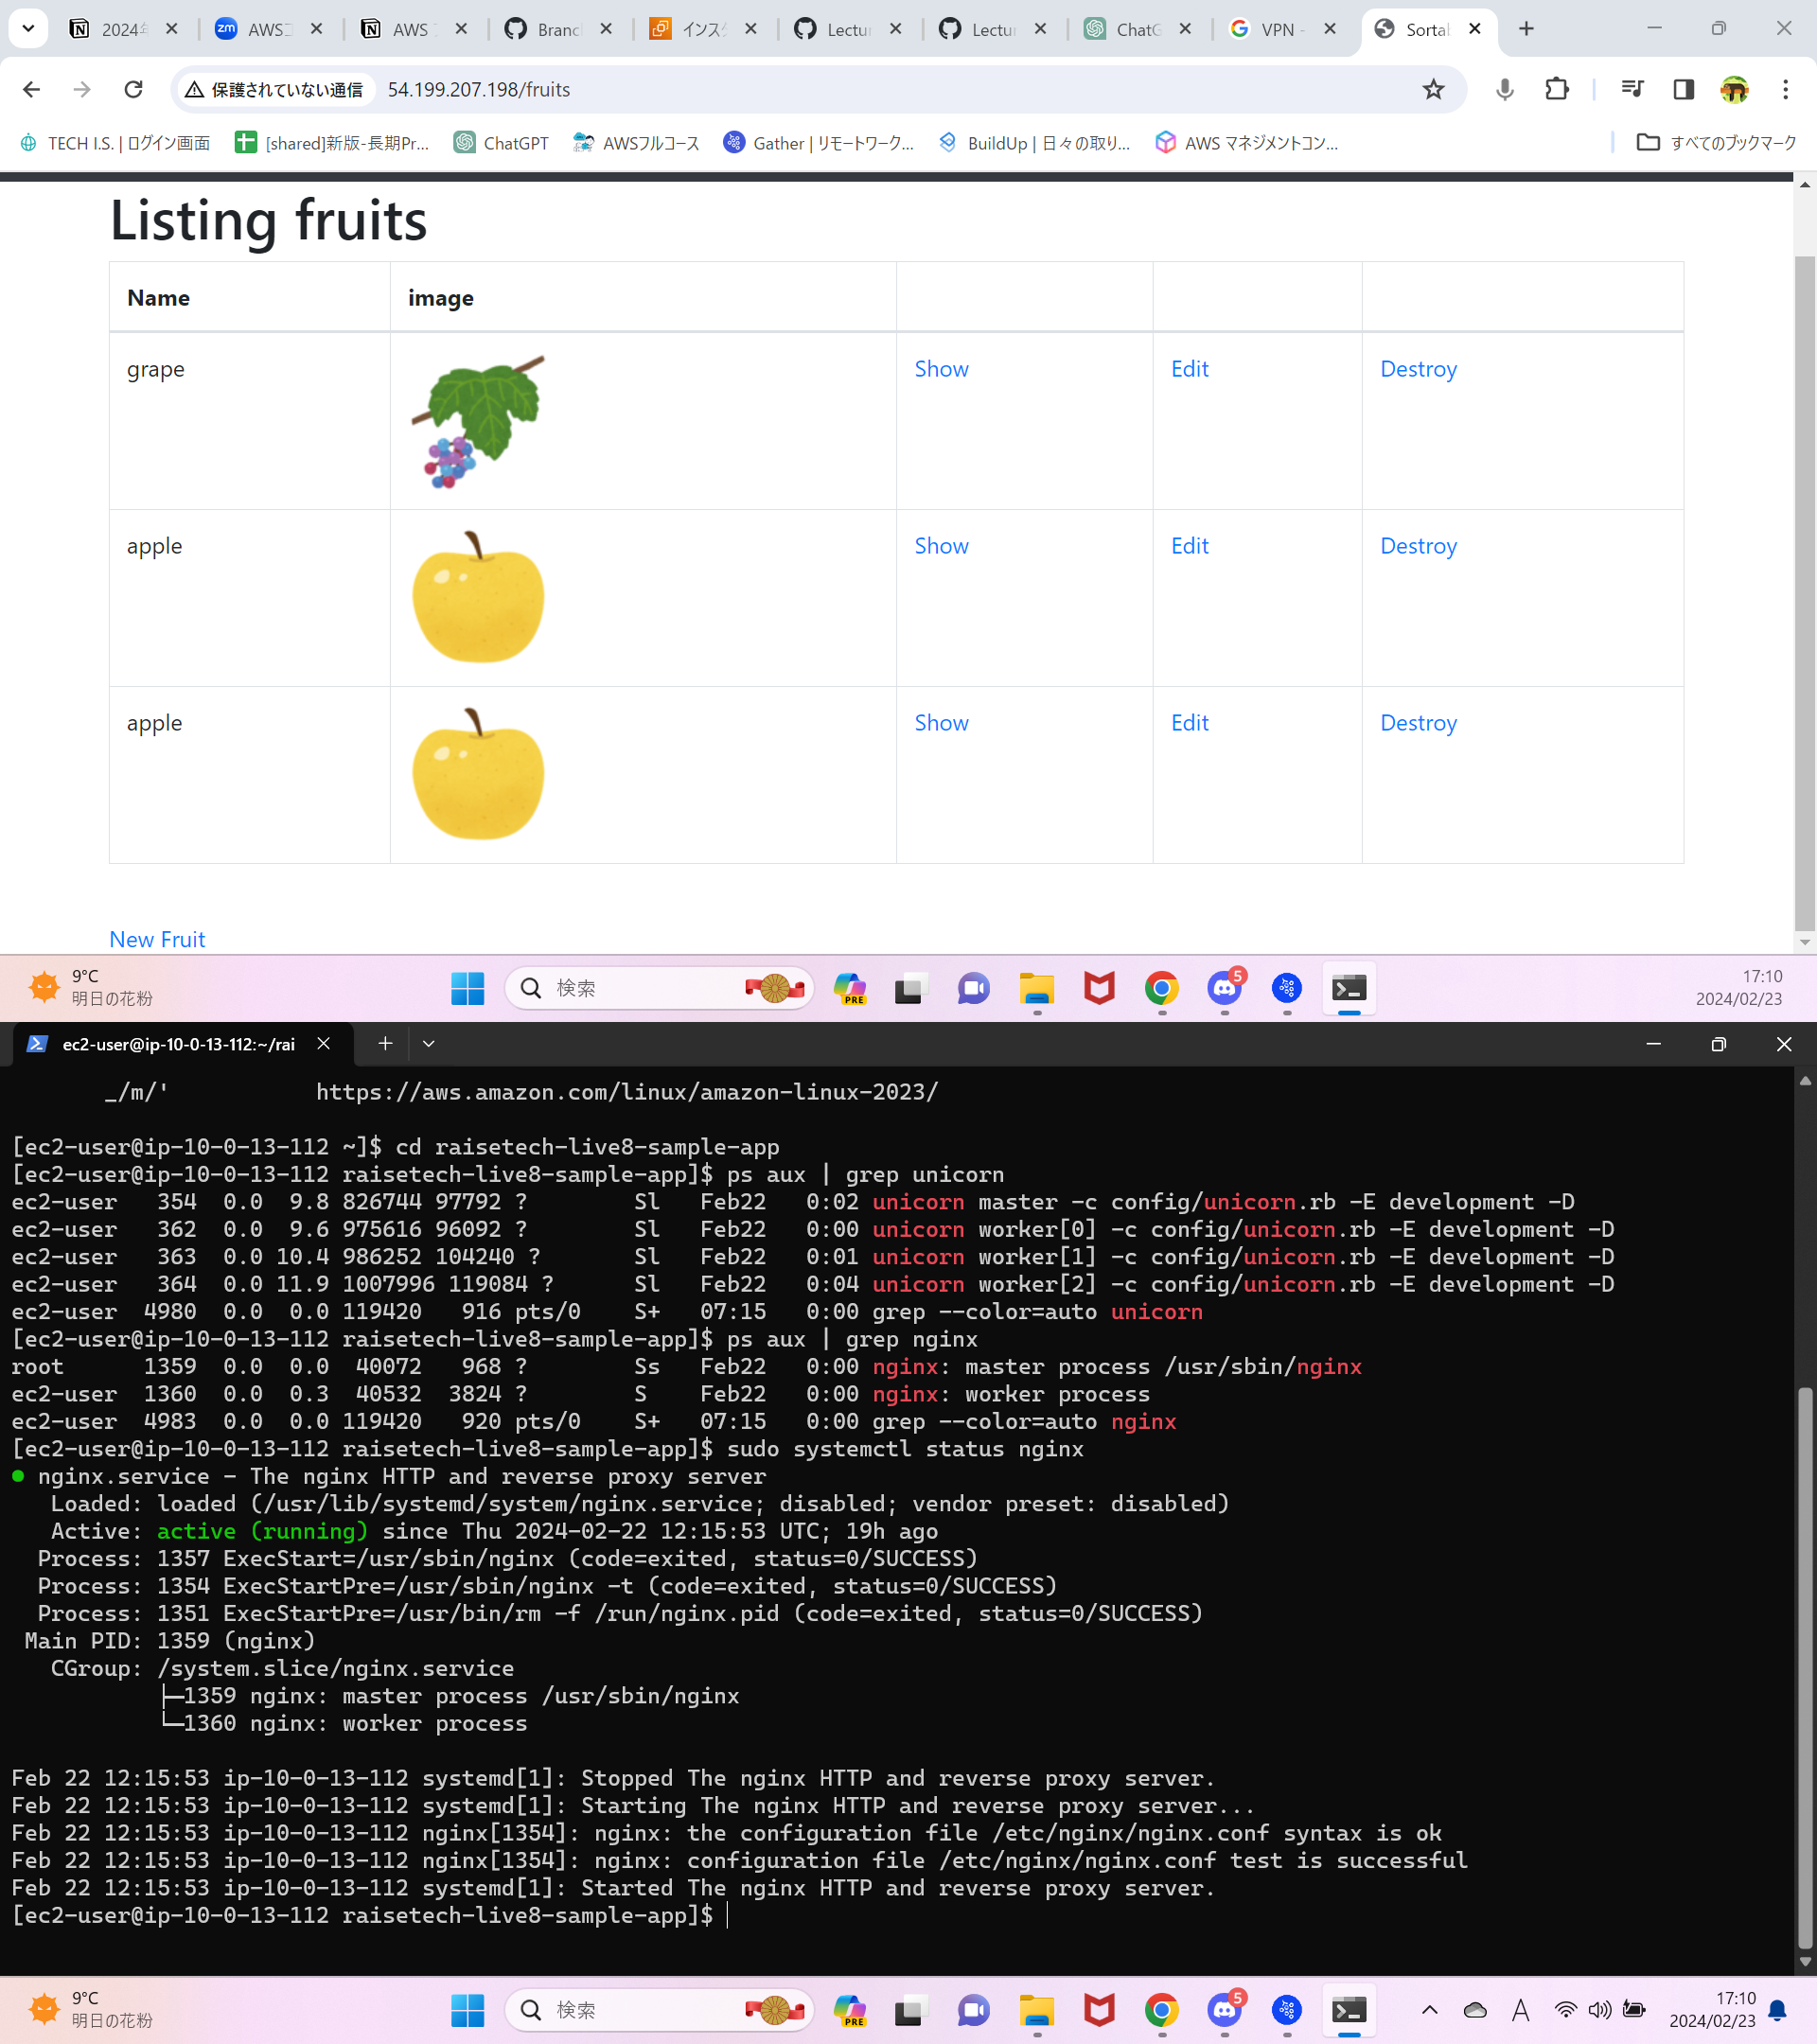 2024年
AWSコ
AWS
Branc
インスタ
Lectu
Lectu
ChatG
VPN -
Sortal
保護されていない通信 54.199.207.198/fruits
TECH I.S. | ログイン画面 [shared]新版-長期Pr... ChatGPT AWSフルコース Gather | リモートワーク... BuildUp | 日々の取り... AWS マネジメントコン... すべてのブックマーク
Listing fruits
Name image
grape Show Edit Destroy
apple Show Edit Destroy
apple Show Edit Destroy
New Fruit
9°C
明日の花粉
検索
PRE
5
17:10
2024/02/23
ec2-user@ip-10-0-13-112:~/rai
_/m/' https://aws.amazon.com/linux/amazon-linux-2023/
[ec2-user@ip-10-0-13-112 ~]$ cd raisetech-live8-sample-app
[ec2-user@ip-10-0-13-112 raisetech-live8-sample-app]$ ps aux | grep unicorn
ec2-user 354 0.0 9.8 826744 97792 ? Sl Feb22 0:02 unicorn master -c config/unicorn.rb -E development -D
ec2-user 362 0.0 9.6 975616 96092 ? Sl Feb22 0:00 unicorn worker[0] -c config/unicorn.rb -E development -D
ec2-user 363 0.0 10.4 986252 104240 ? Sl Feb22 0:01 unicorn worker[1] -c config/unicorn.rb -E development -D
ec2-user 364 0.0 11.9 1007996 119084 ? Sl Feb22 0:04 unicorn worker[2] -c config/unicorn.rb -E development -D
ec2-user 4980 0.0 0.0 119420 916 pts/0 S+ 07:15 0:00 grep --color=auto unicorn
[ec2-user@ip-10-0-13-112 raisetech-live8-sample-app]$ ps aux | grep nginx
root 1359 0.0 0.0 40072 968 ? Ss Feb22 0:00 nginx: master process /usr/sbin/nginx
ec2-user 1360 0.0 0.3 40532 3824 ? S Feb22 0:00 nginx: worker process
ec2-user 4983 0.0 0.0 119420 920 pts/0 S+ 07:15 0:00 grep --color=auto nginx
[ec2-user@ip-10-0-13-112 raisetech-live8-sample-app]$ sudo systemctl status nginx
● nginx.service - The nginx HTTP and reverse proxy server
Loaded: loaded (/usr/lib/systemd/system/nginx.service; disabled; vendor preset: disabled)
Active: active (running) since Thu 2024-02-22 12:15:53 UTC; 19h ago
Process: 1357 ExecStart=/usr/sbin/nginx (code=exited, status=0/SUCCESS)
Process: 1354 ExecStartPre=/usr/sbin/nginx -t (code=exited, status=0/SUCCESS)
Process: 1351 ExecStartPre=/usr/bin/rm -f /run/nginx.pid (code=exited, status=0/SUCCESS)
Main PID: 1359 (nginx)
CGroup: /system.slice/nginx.service
├─1359 nginx: master process /usr/sbin/nginx
└─1360 nginx: worker process
Feb 22 12:15:53 ip-10-0-13-112 systemd[1]: Stopped The nginx HTTP and reverse proxy server.
Feb 22 12:15:53 ip-10-0-13-112 systemd[1]: Starting The nginx HTTP and reverse proxy server...
Feb 22 12:15:53 ip-10-0-13-112 nginx[1354]: nginx: the configuration file /etc/nginx/nginx.conf syntax is ok
Feb 22 12:15:53 ip-10-0-13-112 nginx[1354]: nginx: configuration file /etc/nginx/nginx.conf test is successful
Feb 22 12:15:53 ip-10-0-13-112 systemd[1]: Started The nginx HTTP and reverse proxy server.
[ec2-user@ip-10-0-13-112 raisetech-live8-sample-app]$
9°C
明日の花粉
検索
PRE
5
A
17:10
2024/02/23